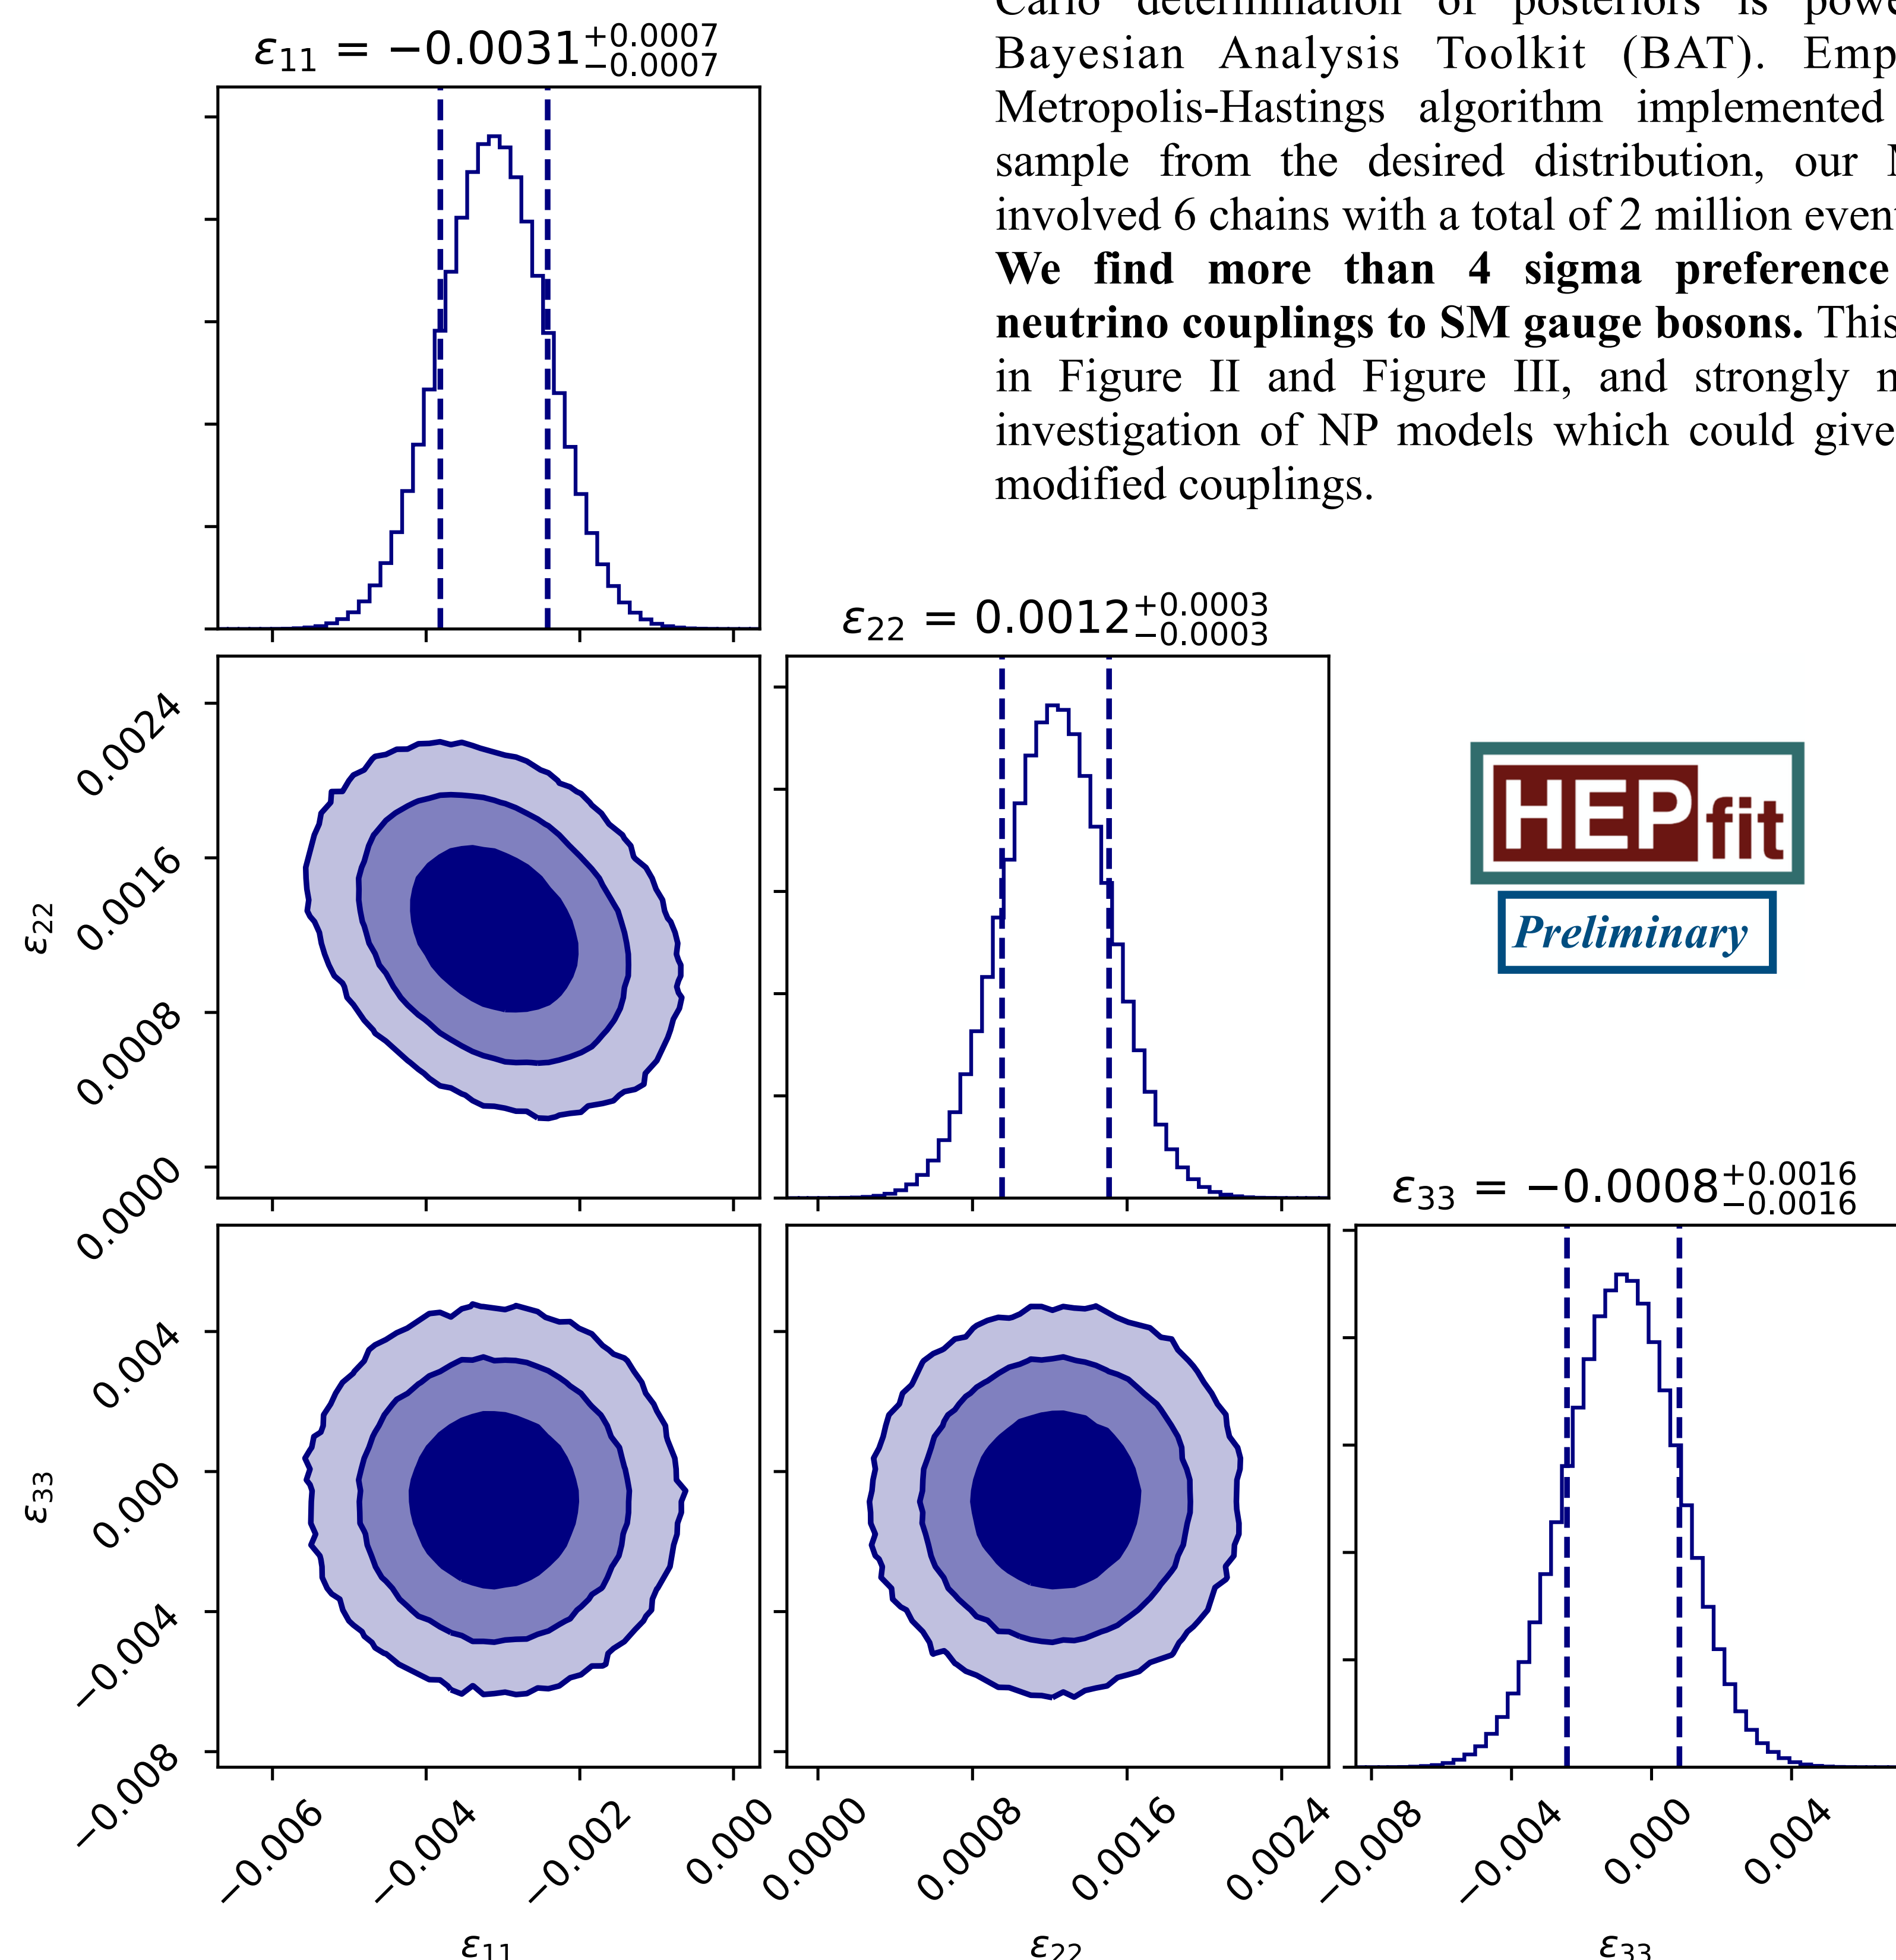 Carlo determination of posteriors is
Bayesian Analysis Toolkit (BAT).
Metropolis-Hastings algorithm implemented
sample from the desired distribution, our
involved 6 chains with a total of 2 million
We find more than 4 sigma preference
neutrino couplings to SM gauge bosons. This
in Figure II and Figure III, and strongly
investigation of NP models which could give
modified couplings.
ε₁₁ = −0.0031 +0.0007 −0.0007
ε₂₂ = 0.0012 +0.0003 −0.0003
HEPfit
Preliminary
ε₃₃ = −0.0008 +0.0016 −0.0016
ε₂₂
0.0024
0.0016
0.0008
0.0000
ε₃₃
0.004
0.000
−0.004
−0.008
−0.006 −0.004 −0.002 0.000
ε₁₁
0.0000 0.0008 0.0016 0.0024
ε₂₂
−0.008 −0.004 0.000 0.004
ε₃₃